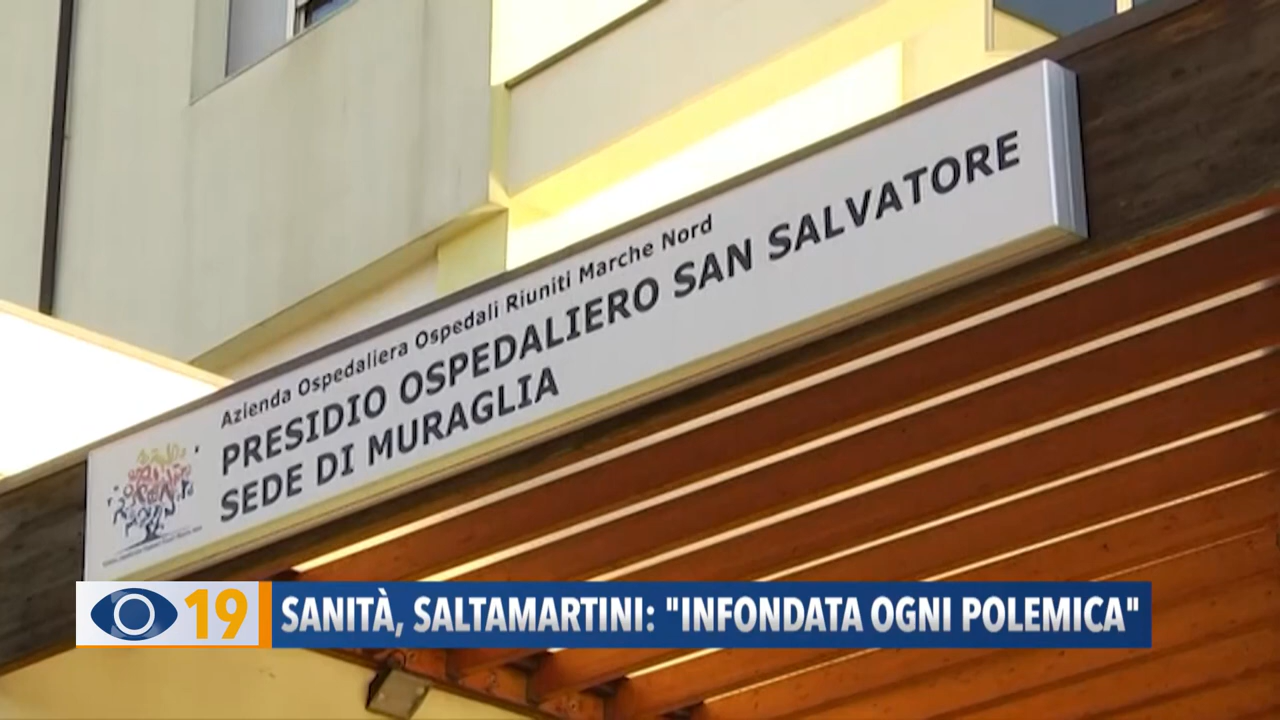 Azienda Ospedaliera Ospedali Riuniti Marche Nord
PRESIDIO OSPEDALIERO SAN SALVATORE
SEDE DI MURAGLIA
19 SANITÀ, SALTAMARTINI: "INFONDATA OGNI POLEMICA"